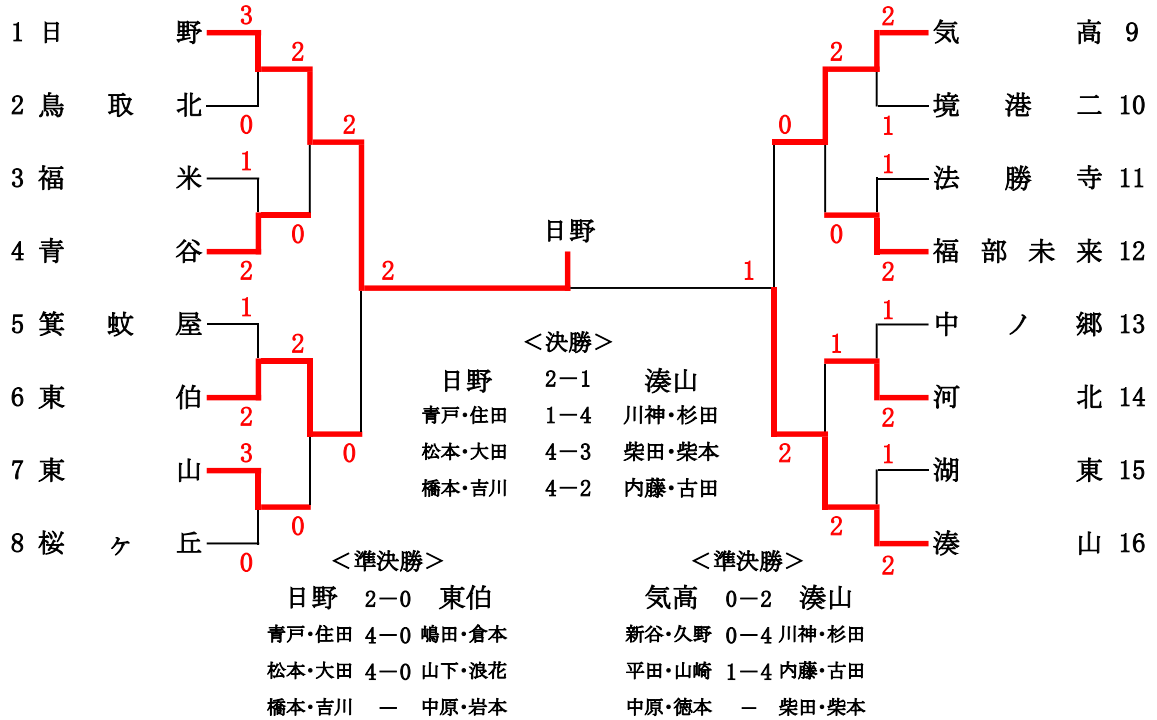 3 2
1 日 野 2 2 気 高 9
2 鳥 取 北 2 0 境 港 二 10
0 1
1 1
3 福 米 法 勝 寺 11
0 0
4 青 谷 日野 福 部 未 来 12
2 2 1 2
1 1
5 箕 蚊 屋 2 1 中 ノ 郷 13
<決勝>
日野 2−1 湊山
6 東 伯 河 北 14
2 青戸・住田 1−4 川神・杉田 2
3 0 松本・大田 4−3 柴田・柴本 2 1
7 東 山 湖 東 15
橋本・吉川 4−2 内藤・古田
0 2
8 桜 ヶ 丘 湊 山 16
0 <準決勝> <準決勝> 2
日野 2−0 東伯 気高 0−2 湊山
青戸・住田 4−0 嶋田・倉本 新谷・久野 0−4 川神・杉田
松本・大田 4−0 山下・浪花 平田・山崎 1−4 内藤・古田
橋本・吉川 − 中原・岩本 中原・徳本 − 柴田・柴本